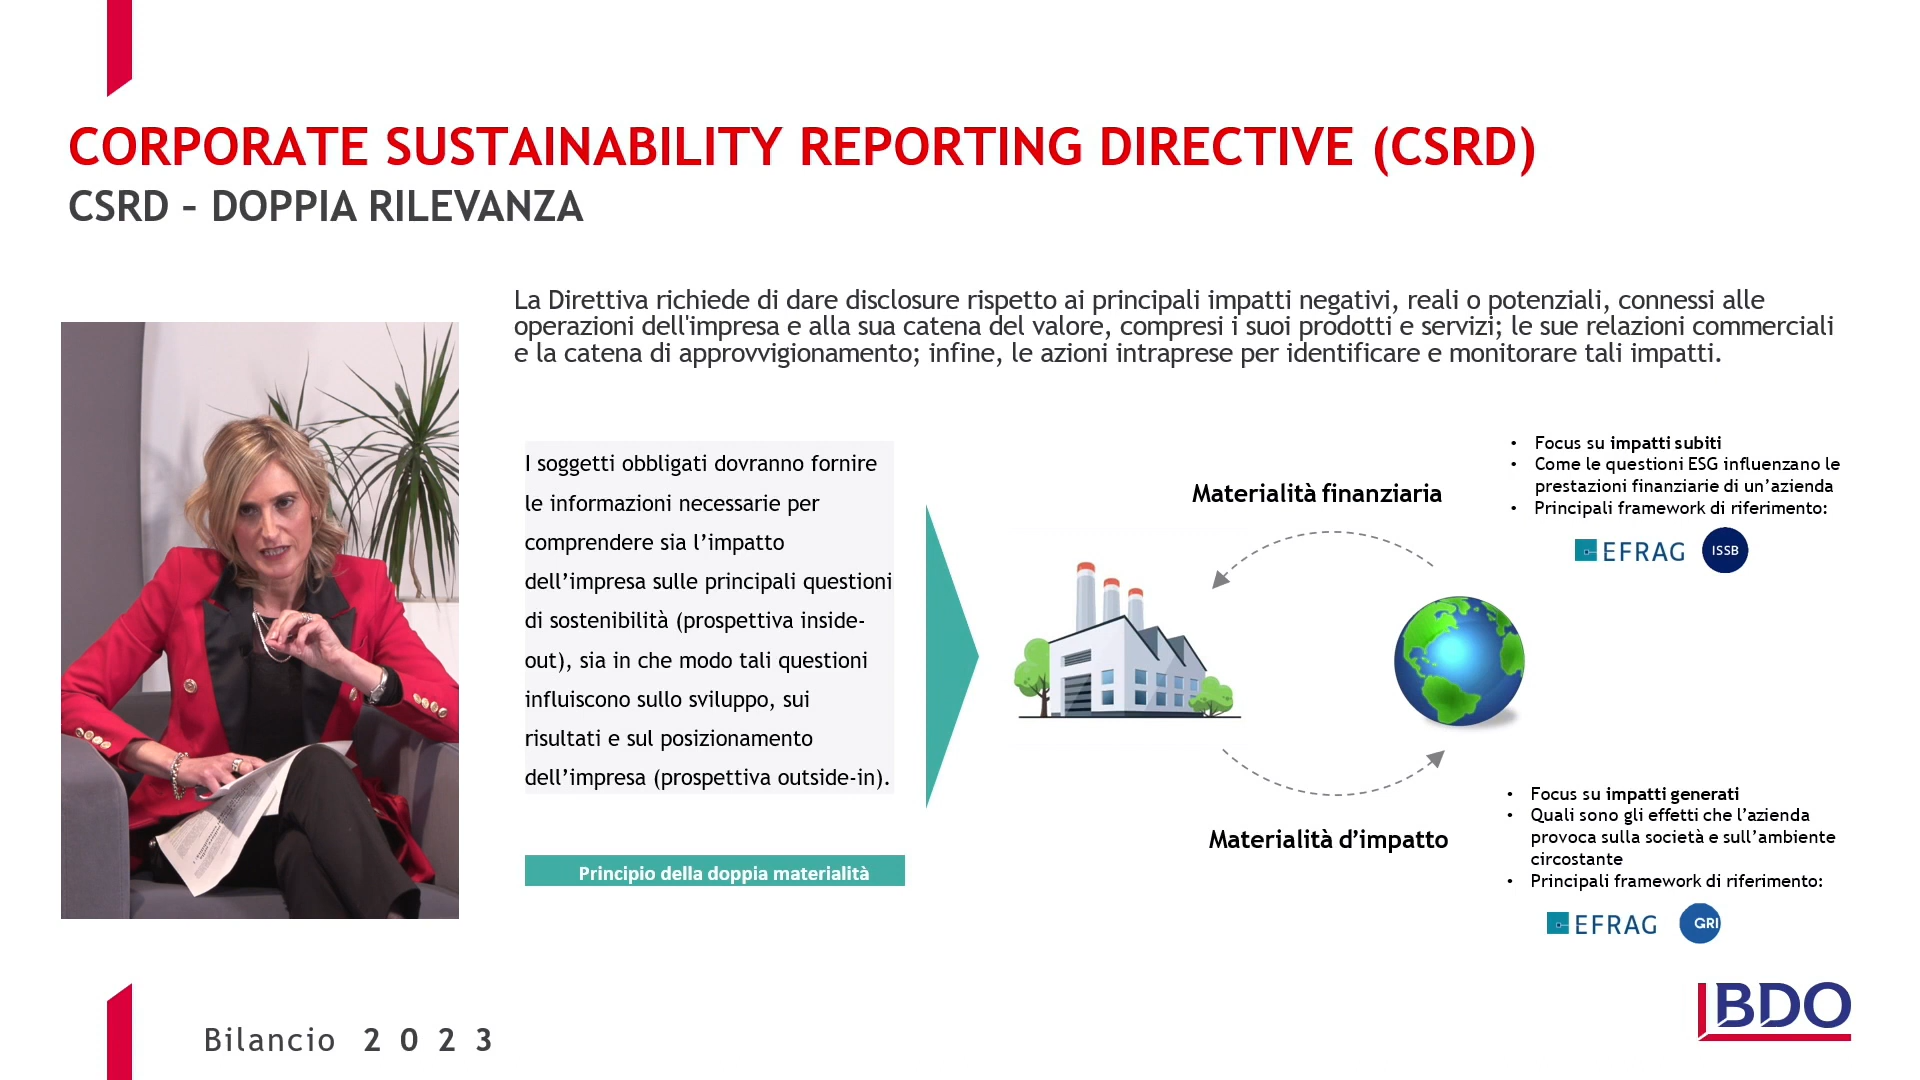 CORPORATE SUSTAINABILITY REPORTING DIRECTIVE (CSRD)
CSRD – DOPPIA RILEVANZA
La Direttiva richiede di dare disclosure rispetto ai principali impatti negativi, reali o potenziali, connessi alle
operazioni dell'impresa e alla sua catena del valore, compresi i suoi prodotti e servizi; le sue relazioni commerciali
e la catena di approvvigionamento; infine, le azioni intraprese per identificare e monitorare tali impatti.
I soggetti obbligati dovranno fornire
le informazioni necessarie per
comprendere sia l’impatto
dell’impresa sulle principali questioni
di sostenibilità (prospettiva inside-
out), sia in che modo tali questioni
influiscono sullo sviluppo, sui
risultati e sul posizionamento
dell’impresa (prospettiva outside-in).
Principio della doppia materialità
Materialità finanziaria
• Focus su impatti subiti
• Come le questioni ESG influenzano le
prestazioni finanziarie di un’azienda
• Principali framework di riferimento:
EFRAG ISSB
Materialità d’impatto
• Focus su impatti generati
• Quali sono gli effetti che l’azienda
provoca sulla società e sull’ambiente
circostante
• Principali framework di riferimento:
EFRAG GRI
Bilancio 2023
BDO